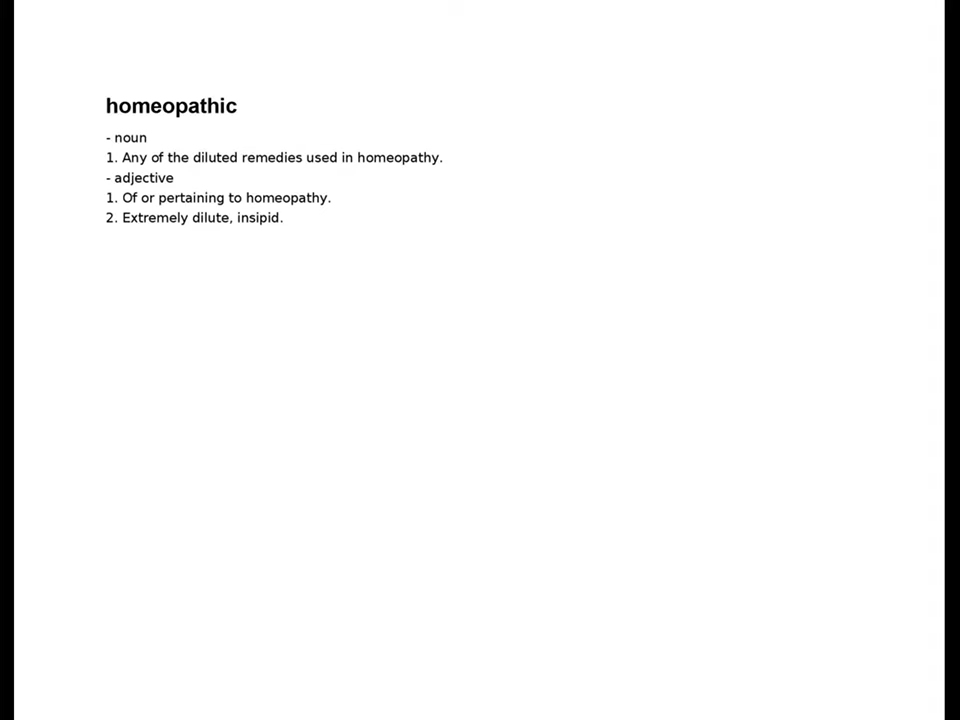 homeopathic
- noun
1. Any of the diluted remedies used in homeopathy.
- adjective
1. Of or pertaining to homeopathy.
2. Extremely dilute, insipid.